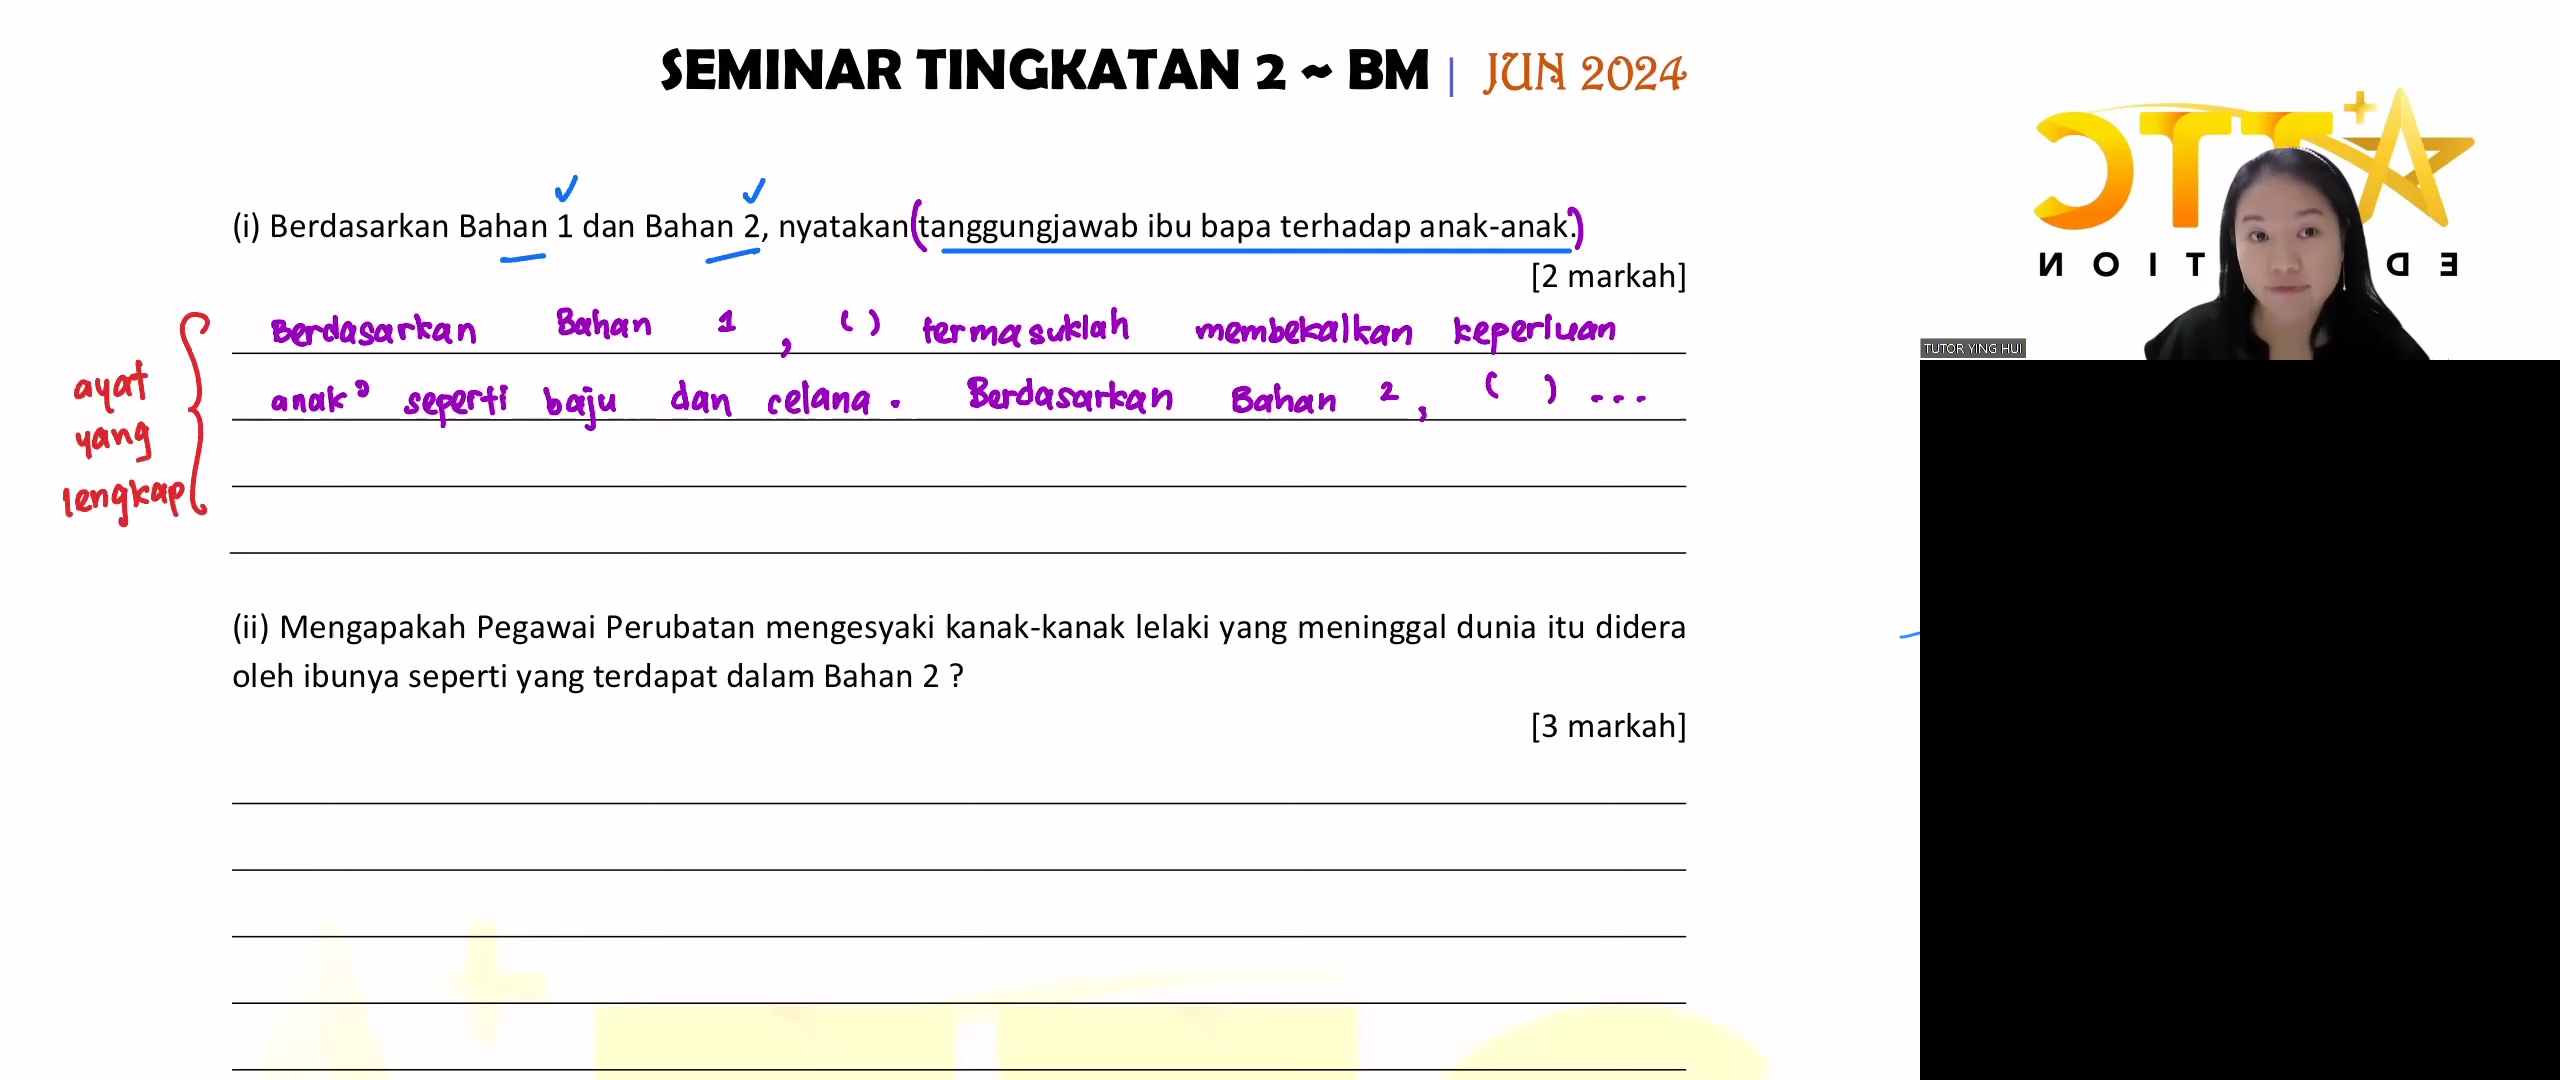 SEMINAR TINGKATAN 2 ~ BM | JUN 2024
(i) Berdasarkan Bahan 1 dan Bahan 2, nyatakan (tanggungjawab ibu bapa terhadap anak-anak.)
[2 markah]
Berdasarkan Bahan 1, ( ) termasuklah membekalkan keperluan
anak² seperti baju dan celana. Berdasarkan Bahan 2, ( ) ...
ayat
yang
lengkap
(ii) Mengapakah Pegawai Perubatan mengesyaki kanak-kanak lelaki yang meninggal dunia itu didera
oleh ibunya seperti yang terdapat dalam Bahan 2 ?
[3 markah]
TUTOR YING HUI